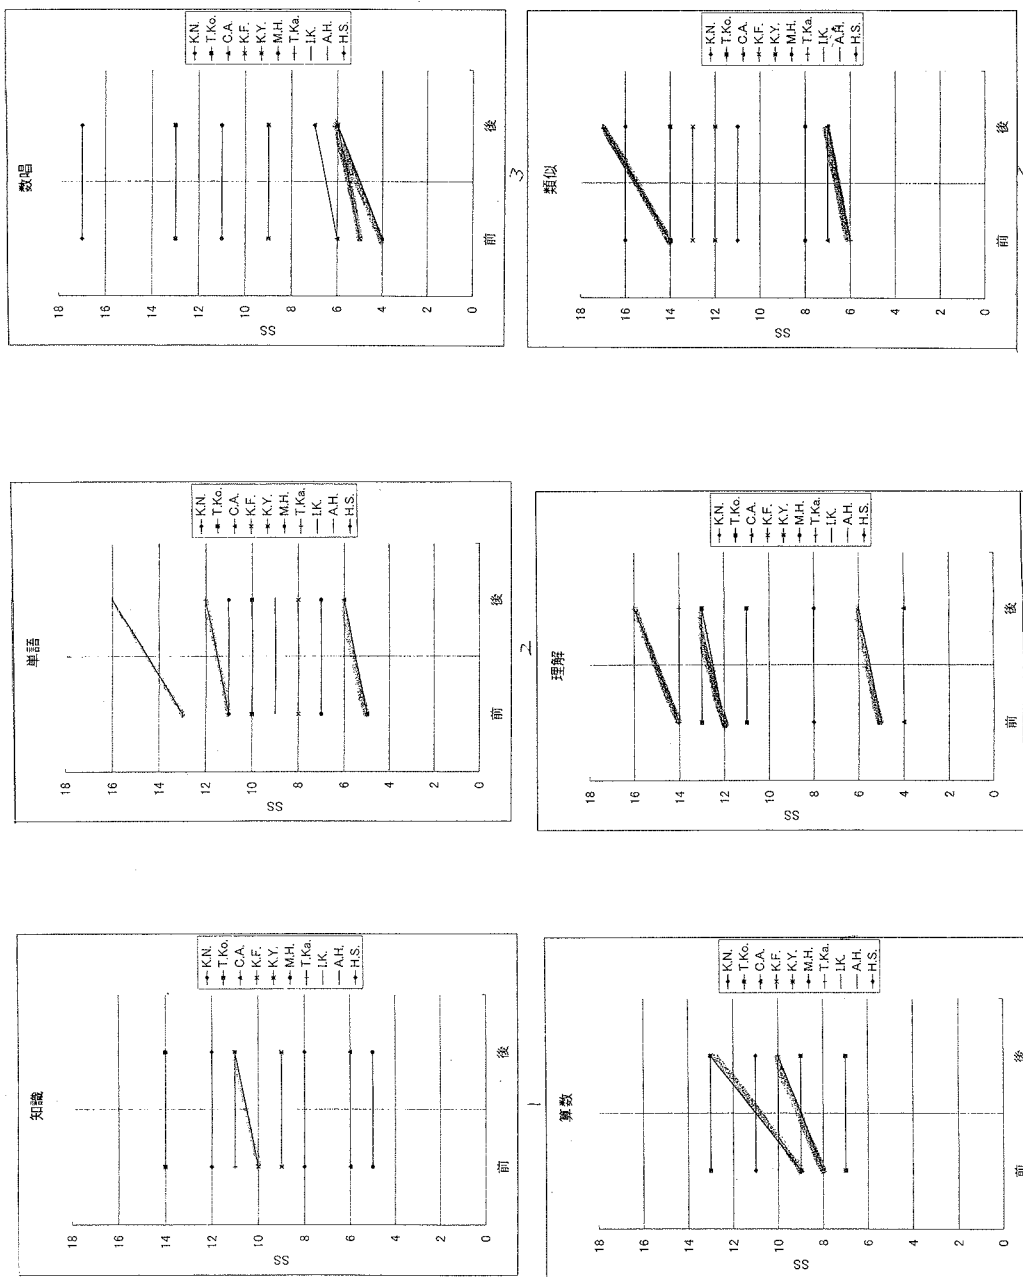 知識
SS
18
16
14
12
10
8
6
4
2
0
前
後
K.N.
T.Ko.
C.A.
K.F.
K.Y.
M.H.
T.Ka.
I.K.
A.H.
H.S.
単語
SS
18
16
14
12
10
8
6
4
2
0
前
後
K.N.
T.Ko.
C.A.
K.F.
K.Y.
M.H.
T.Ka.
I.K.
A.H.
H.S.
数唱
SS
18
16
14
12
10
8
6
4
2
0
前
後
K.N.
T.Ko.
C.A.
K.F.
K.Y.
M.H.
T.Ka.
I.K.
A.H.
H.S.
1
2
3
算数
SS
18
16
14
12
10
8
6
4
2
0
前
後
K.N.
T.Ko.
C.A.
K.F.
K.Y.
M.H.
T.Ka.
I.K.
A.H.
H.S.
理解
SS
18
16
14
12
10
8
6
4
2
0
前
後
K.N.
T.Ko.
C.A.
K.F.
K.Y.
M.H.
T.Ka.
I.K.
A.H.
H.S.
類似
SS
18
16
14
12
10
8
6
4
2
0
前
後
K.N.
T.Ko.
C.A.
K.F.
K.Y.
M.H.
T.Ka.
I.K.
A.H.
H.S.